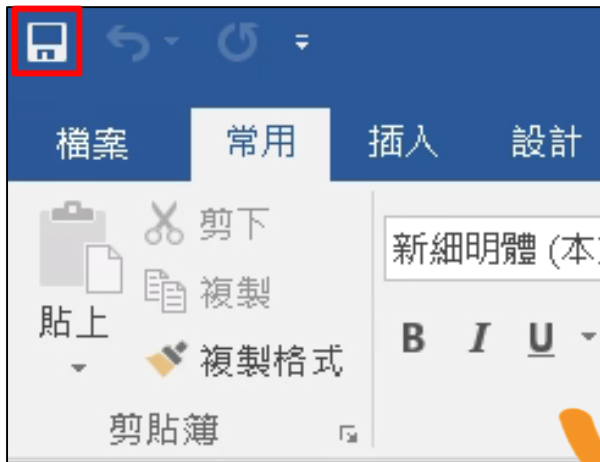 檔案 常用 插入 設計
剪下
複製
貼上
複製格式
剪貼簿
新細明體 (本文
B I U